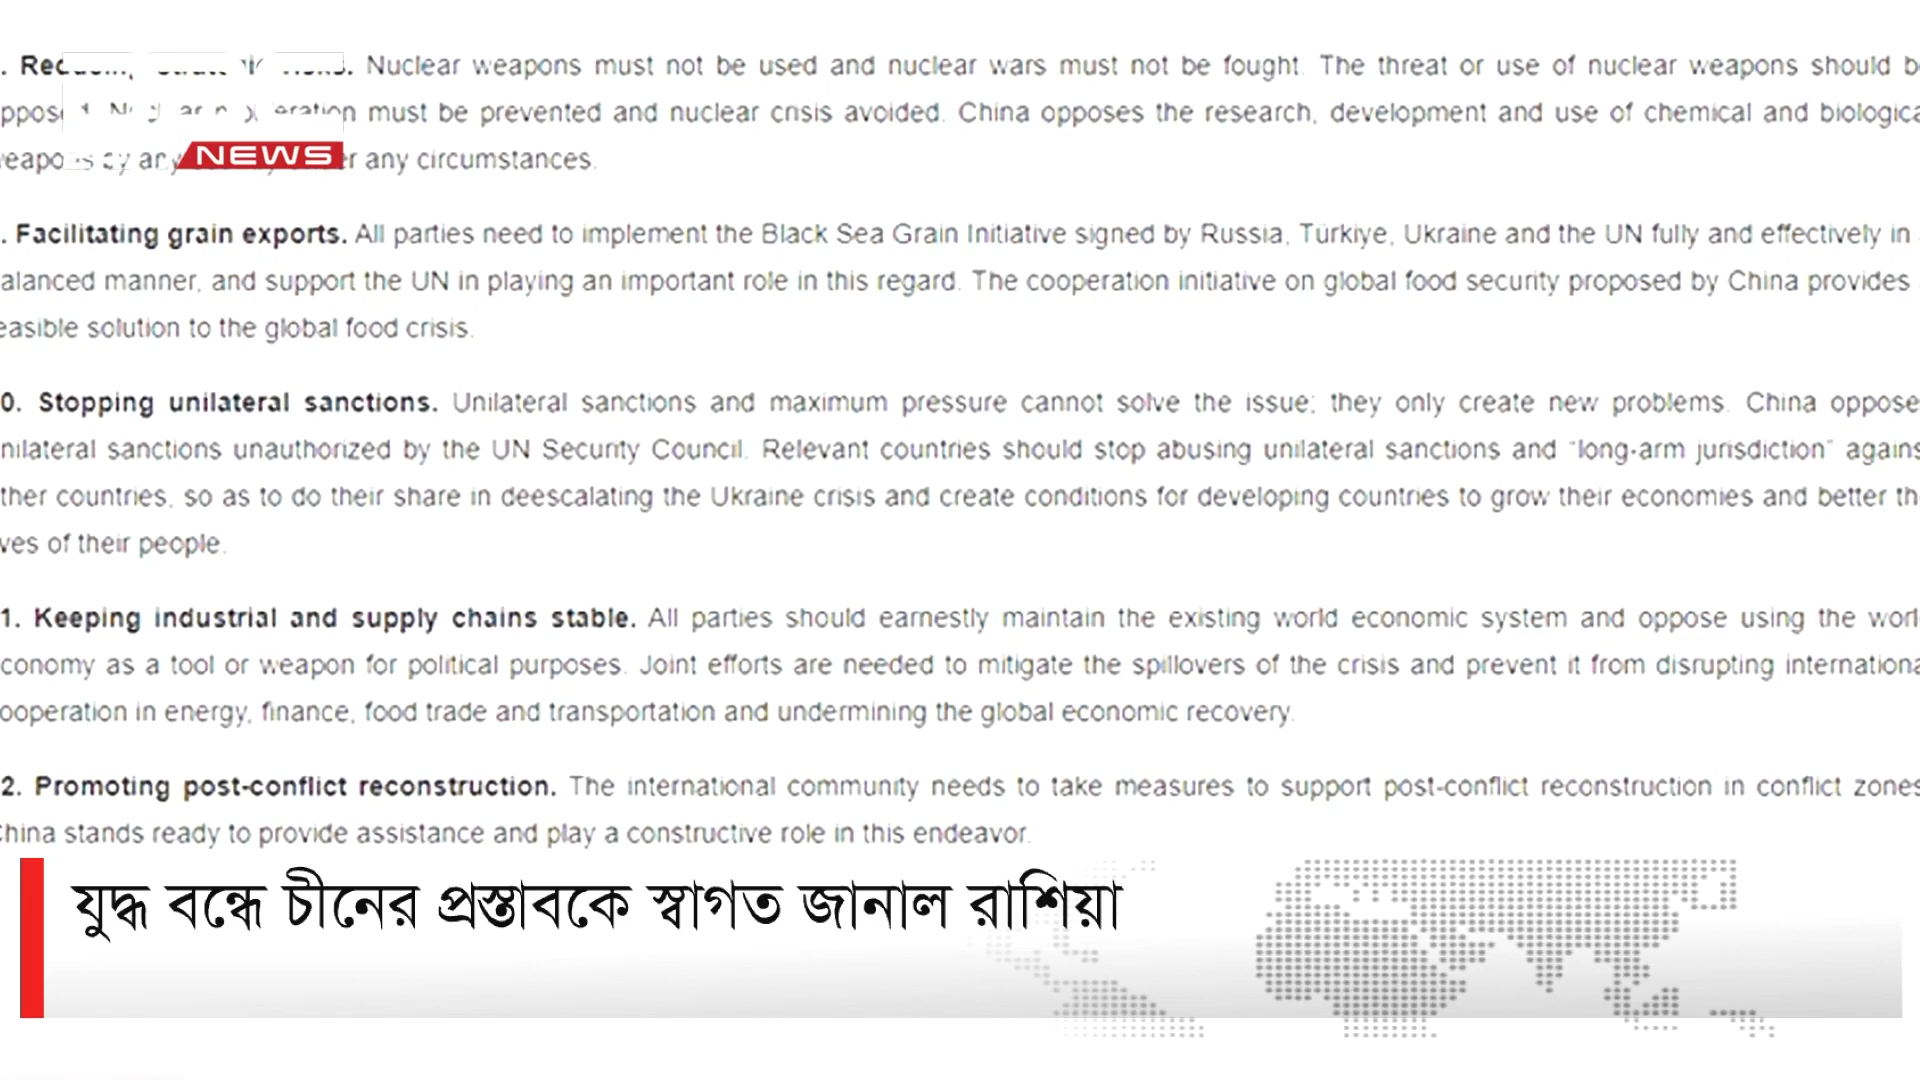 . Nuclear weapons must not be used and nuclear wars must not be fought. The threat or use of nuclear weapons should b
must be prevented and nuclear crisis avoided. China opposes the research, development and use of chemical and biologica
NEWS any circumstances.
. Facilitating grain exports. All parties need to implement the Black Sea Grain Initiative signed by Russia, Türkiye, Ukraine and the UN fully and effectively in
alanced manner, and support the UN in playing an important role in this regard. The cooperation initiative on global food security proposed by China provides
easible solution to the global food crisis.
0. Stopping unilateral sanctions. Unilateral sanctions and maximum pressure cannot solve the issue; they only create new problems. China oppose
nilateral sanctions unauthorized by the UN Security Council. Relevant countries should stop abusing unilateral sanctions and "long-arm jurisdiction" agains
ther countries, so as to do their share in deescalating the Ukraine crisis and create conditions for developing countries to grow their economies and better th
ves of their people.
1. Keeping industrial and supply chains stable. All parties should earnestly maintain the existing world economic system and oppose using the worl
conomy as a tool or weapon for political purposes. Joint efforts are needed to mitigate the spillovers of the crisis and prevent it from disrupting internationa
ooperation in energy, finance, food trade and transportation and undermining the global economic recovery.
2. Promoting post-conflict reconstruction. The international community needs to take measures to support post-conflict reconstruction in conflict zones
China stands ready to provide assistance and play a constructive role in this endeavor.
যুদ্ধ বন্ধে চীনের প্রস্তাবকে স্বাগত জানাল রাশিয়া